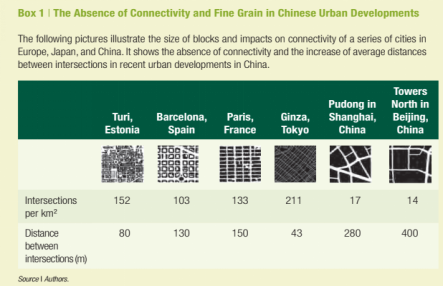 Box 1 | The Absence of Connectivity and Fine Grain in Chinese Urban Developments
The following pictures illustrate the size of blocks and impacts on connectivity of a series of cities in
Europe, Japan, and China. It shows the absence of connectivity and the increase of average distances
between intersections in recent urban developments in China.
Turi, Estonia
Barcelona, Spain
Paris, France
Ginza, Tokyo
Pudong in Shanghai, China
Towers North in Beijing, China
Intersections per km² 152 103 133 211 17 14
Distance between intersections (m) 80 130 150 43 280 400
Source | Authors.